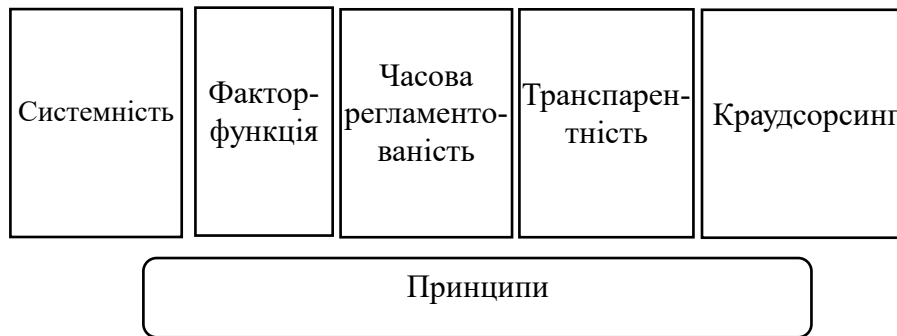 Системність
Фактор-
функція
Часова
регламенто-
ваність
Транспарен-
тність
Краудсорсинг
Принципи